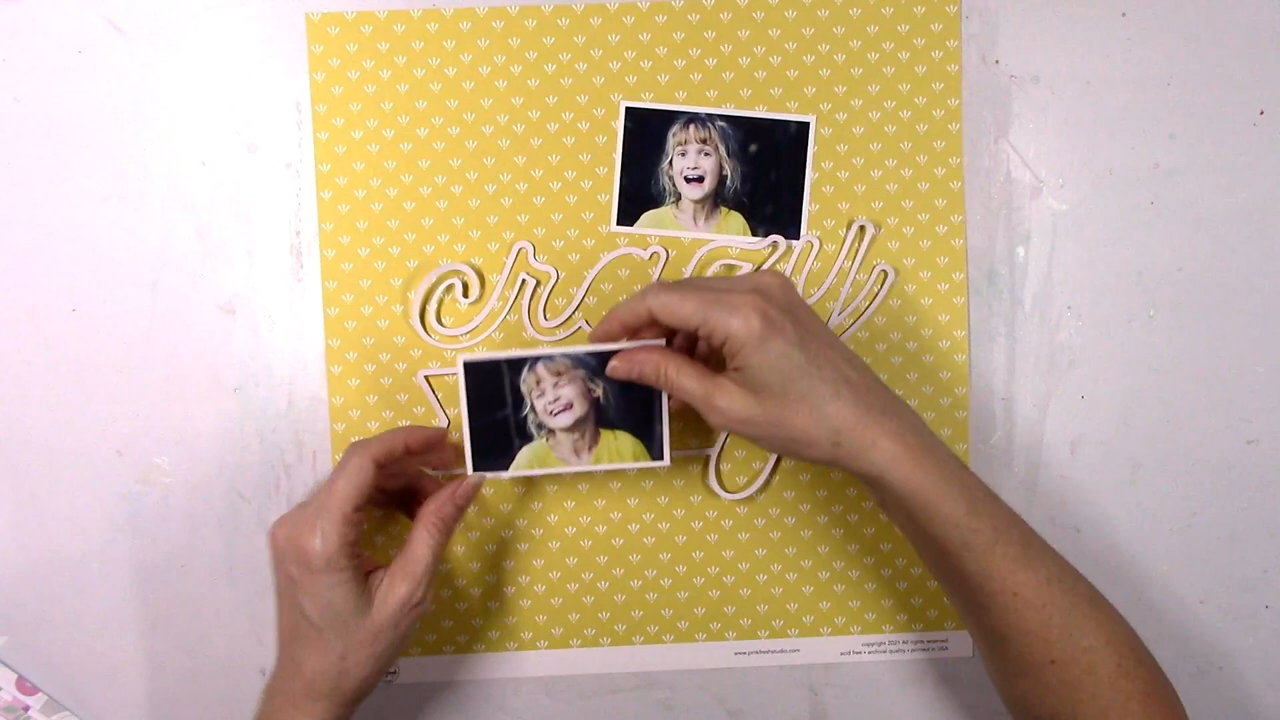 crazy
www.pinkfreshstudio.com
copyright 2021 All rights reserved.
acid free • archival quality • printed in USA